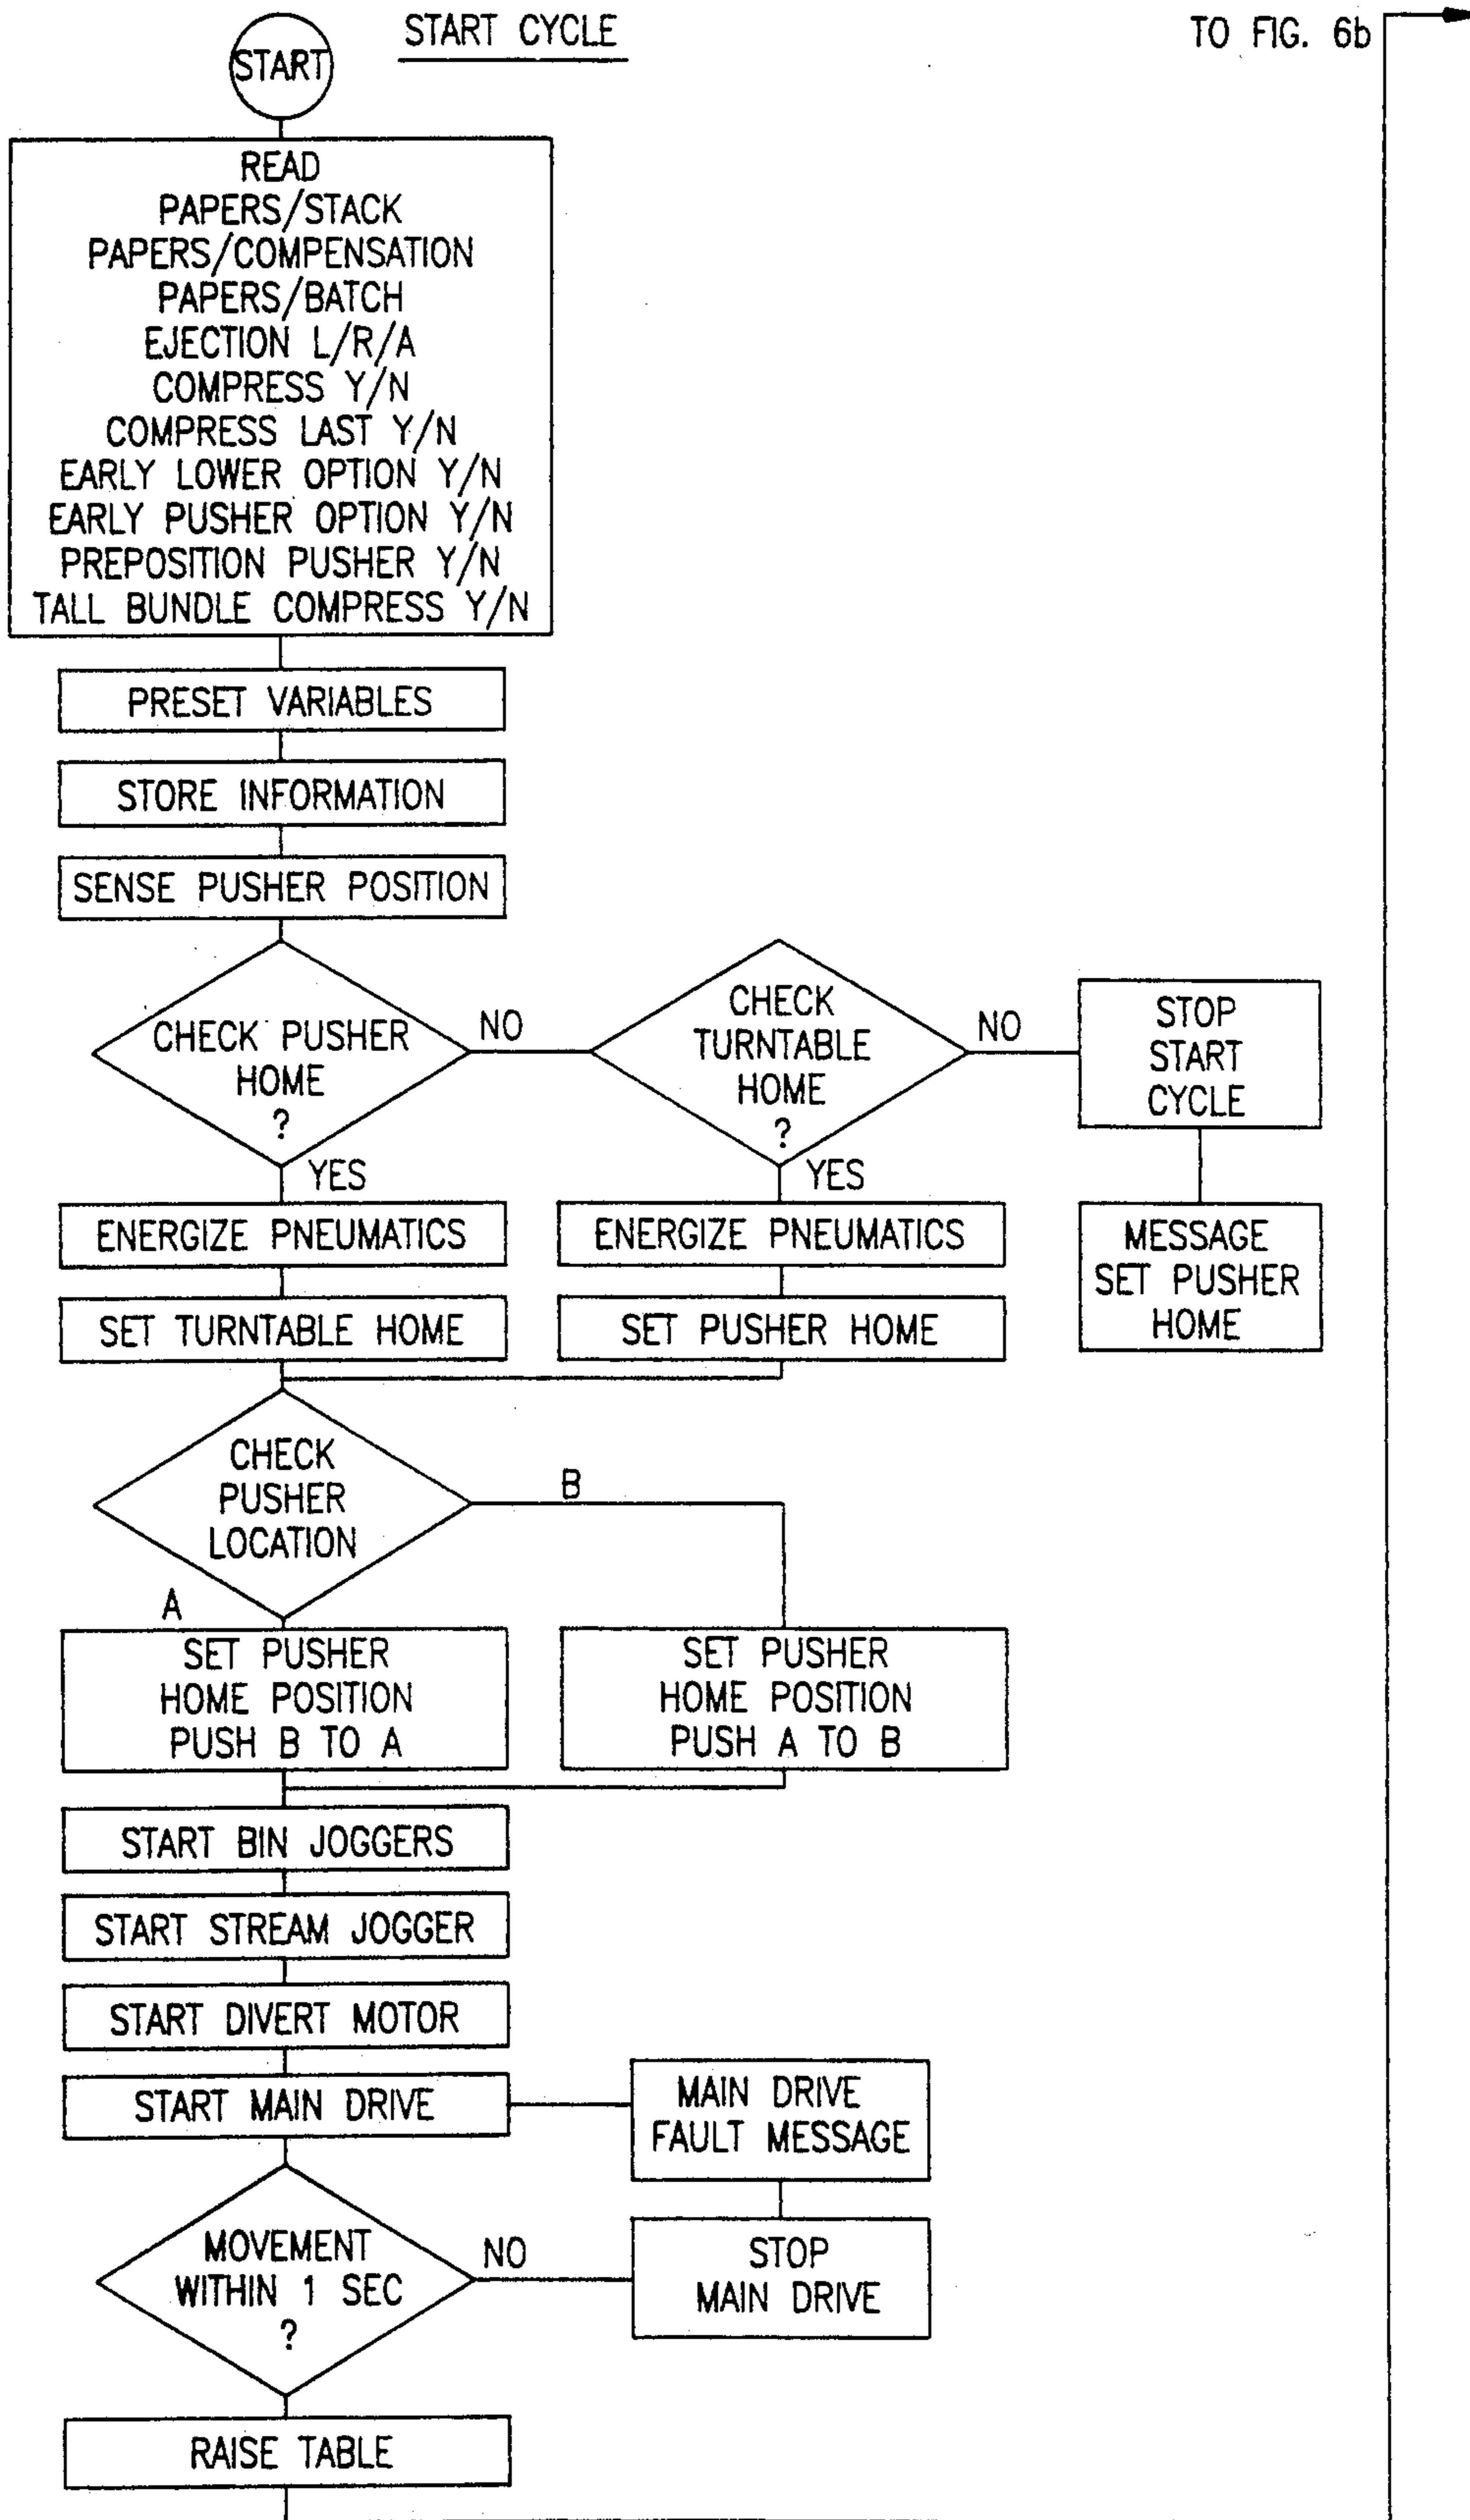 START CYCLE
TO FIG. 6b
START
READ
PAPERS/STACK
PAPERS/COMPENSATION
PAPERS/BATCH
EJECTION L/R/A
COMPRESS Y/N
COMPRESS LAST Y/N
EARLY LOWER OPTION Y/N
EARLY PUSHER OPTION Y/N
PREPOSITION PUSHER Y/N
TALL BUNDLE COMPRESS Y/N
PRESET VARIABLES
STORE INFORMATION
SENSE PUSHER POSITION
CHECK PUSHER
HOME
?
NO
CHECK
TURNTABLE
HOME
?
NO
STOP
START
CYCLE
YES
YES
ENERGIZE PNEUMATICS
ENERGIZE PNEUMATICS
MESSAGE
SET PUSHER
HOME
SET TURNTABLE HOME
SET PUSHER HOME
CHECK
PUSHER
LOCATION
B
A
SET PUSHER
HOME POSITION
PUSH B TO A
SET PUSHER
HOME POSITION
PUSH A TO B
START BIN JOGGERS
START STREAM JOGGER
START DIVERT MOTOR
START MAIN DRIVE
MAIN DRIVE
FAULT MESSAGE
MOVEMENT
WITHIN 1 SEC
?
NO
STOP
MAIN DRIVE
RAISE TABLE